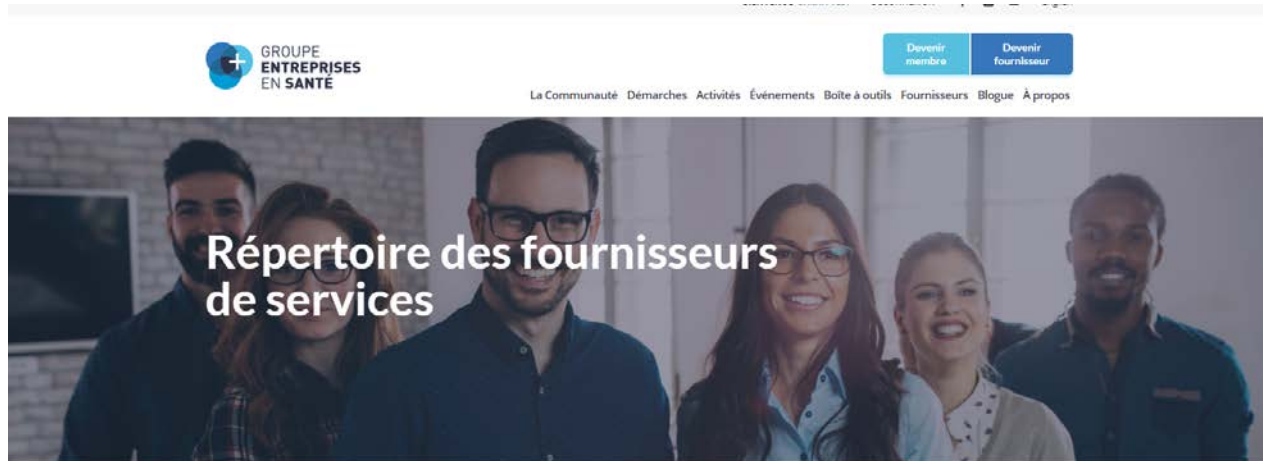 GROUPE
ENTREPRISES
EN SANTÉ
Devenir
membre
Devenir
fournisseur
La Communauté Démarches Activités Événements Boîte à outils Fournisseurs Blogue À propos
Répertoire des fournisseurs
de services